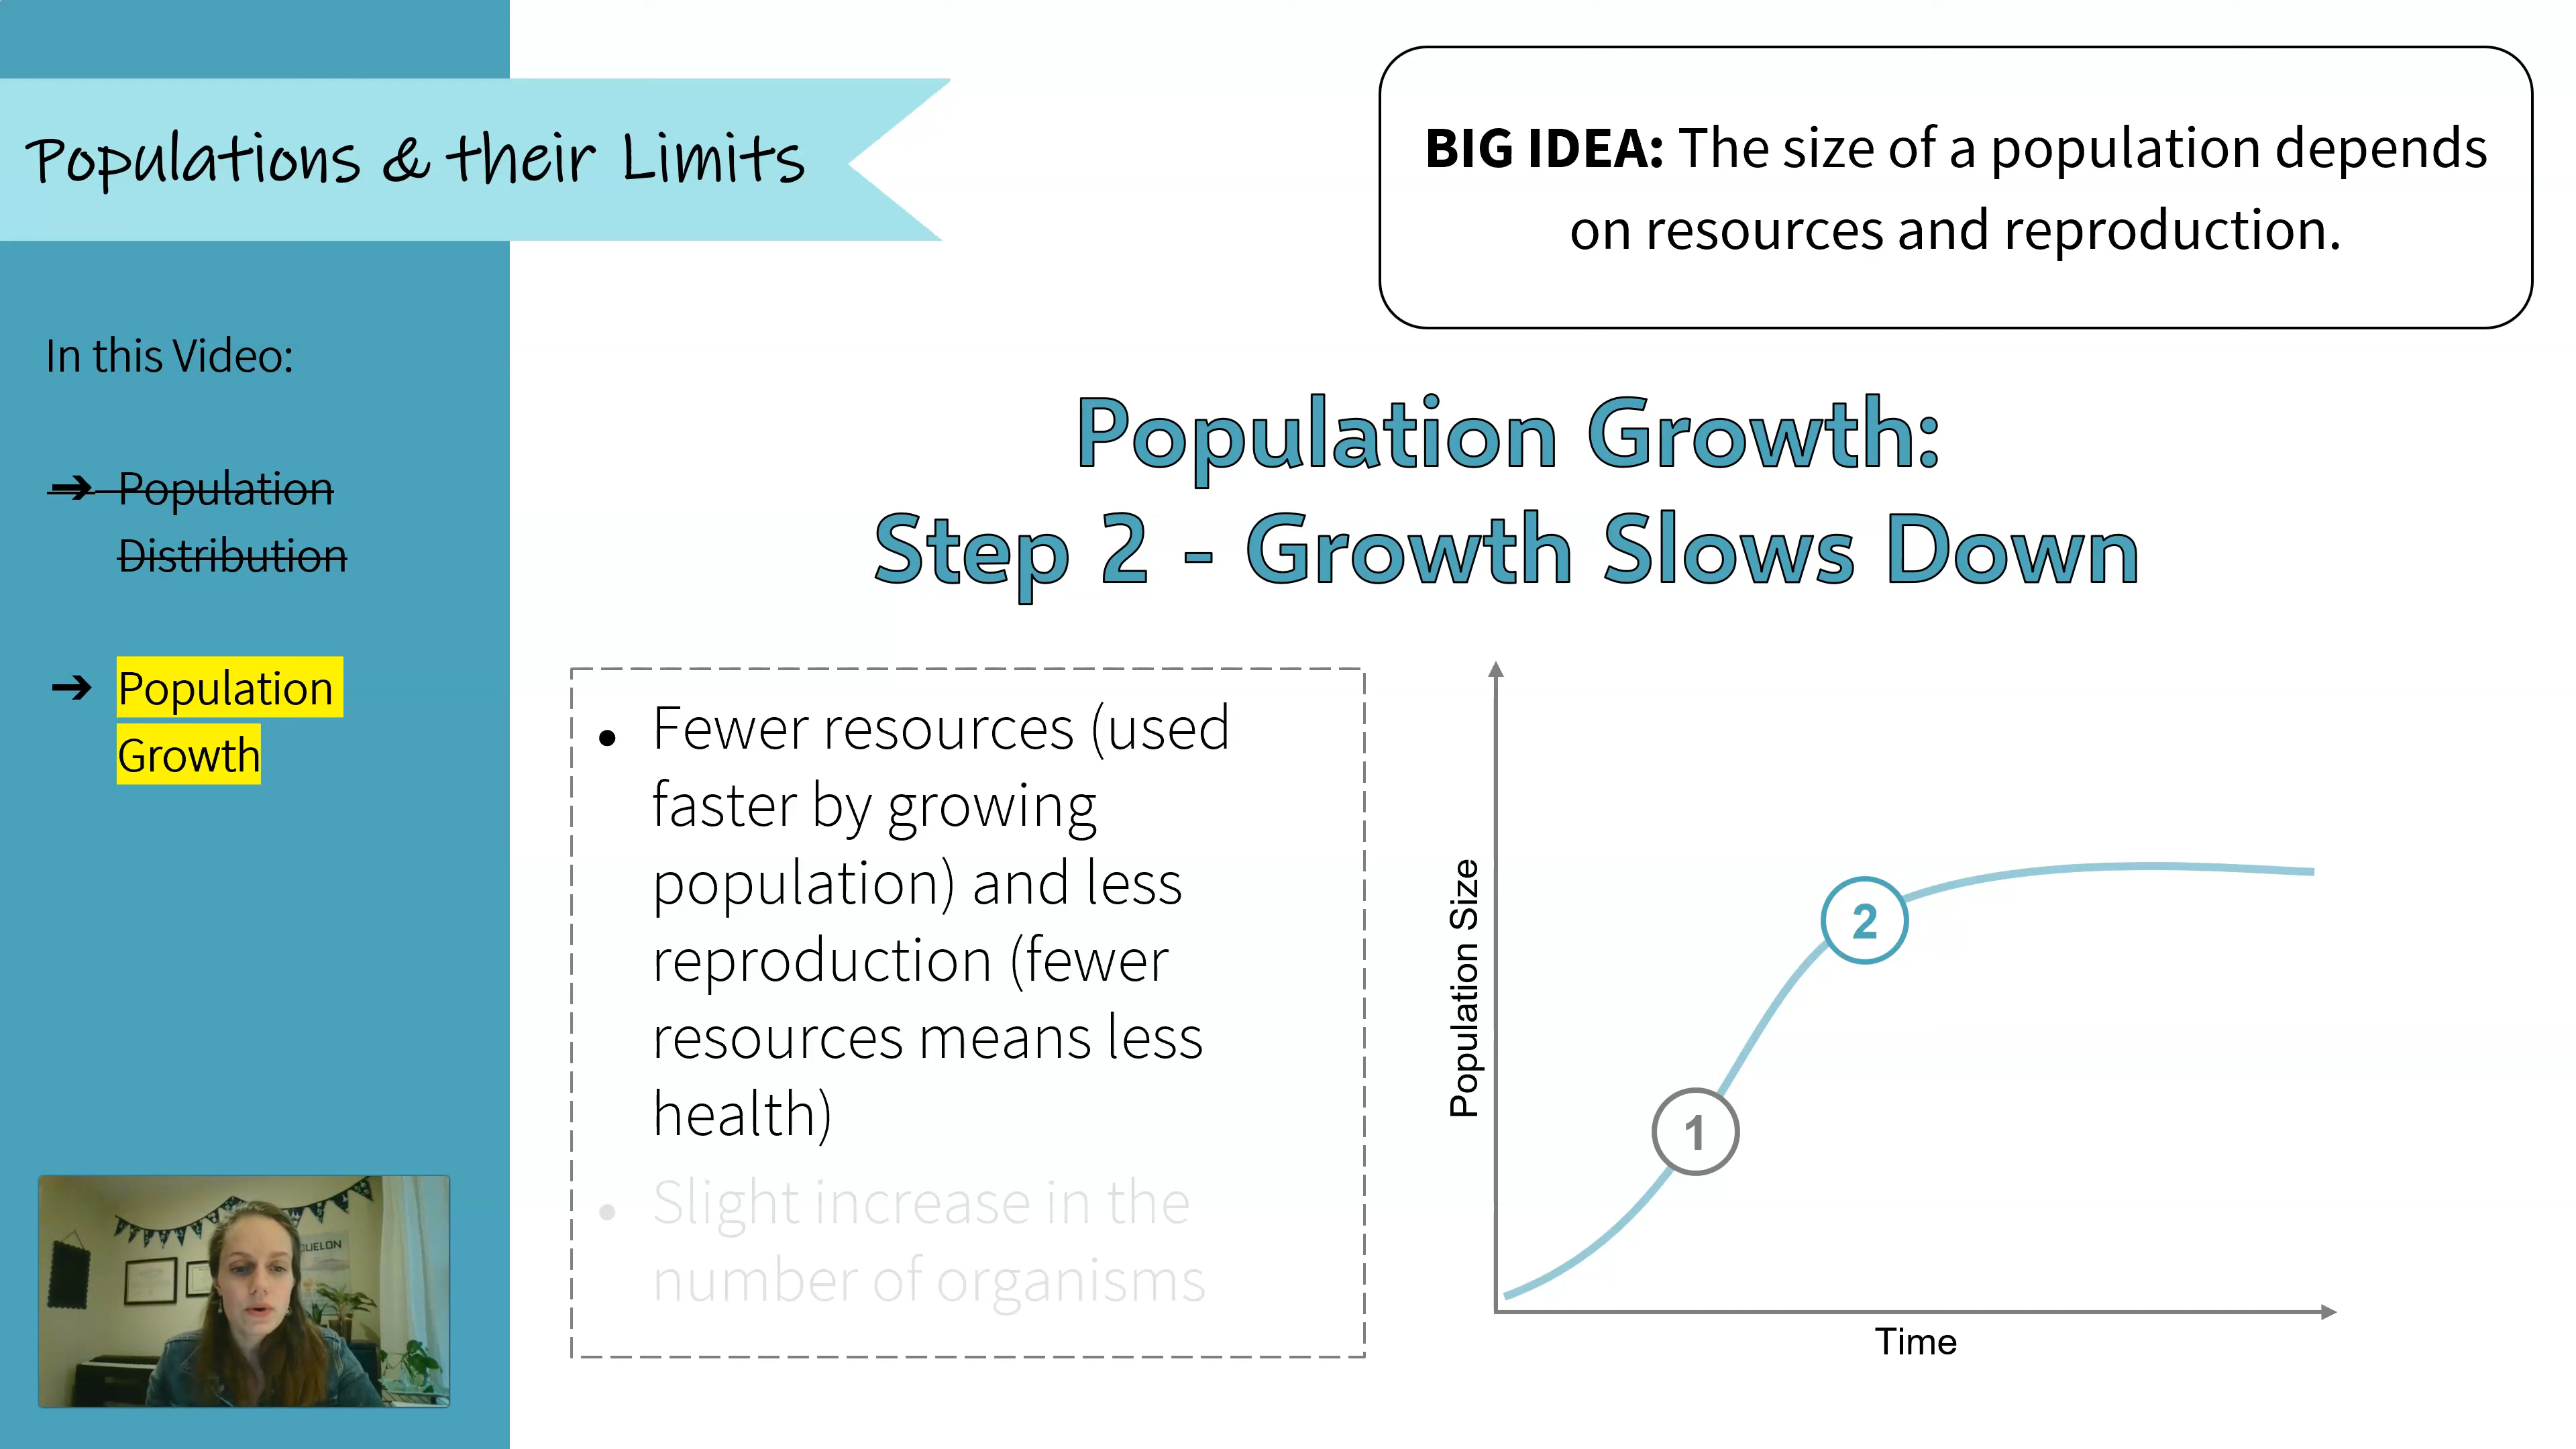 Populations & their Limits
BIG IDEA: The size of a population depends
on resources and reproduction.
In this Video:
➔ Population
Distribution
➔ Population
Growth
Population Growth:
Step 2 - Growth Slows Down
● Fewer resources (used
faster by growing
population) and less
reproduction (fewer
resources means less
health)
● Slight increase in the
number of organisms
Population Size
2
1
Time